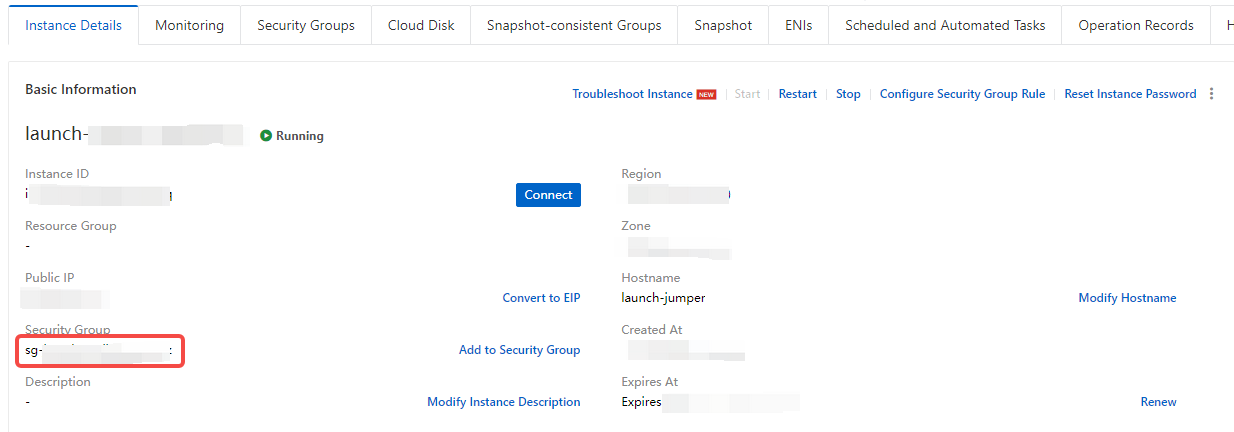 Instance Details Monitoring Security Groups Cloud Disk Snapshot-consistent Groups Snapshot ENIs Scheduled and Automated Tasks Operation Records H
Basic Information Troubleshoot Instance NEW Start Restart Stop Configure Security Group Rule Reset Instance Password
launch- Running
Instance ID Region
Connect
Resource Group Zone
-
Public IP Hostname
Convert to EIP launch-jumper Modify Hostname
Security Group Created At
sg- Add to Security Group
Description Expires At
- Modify Instance Description Expires Renew